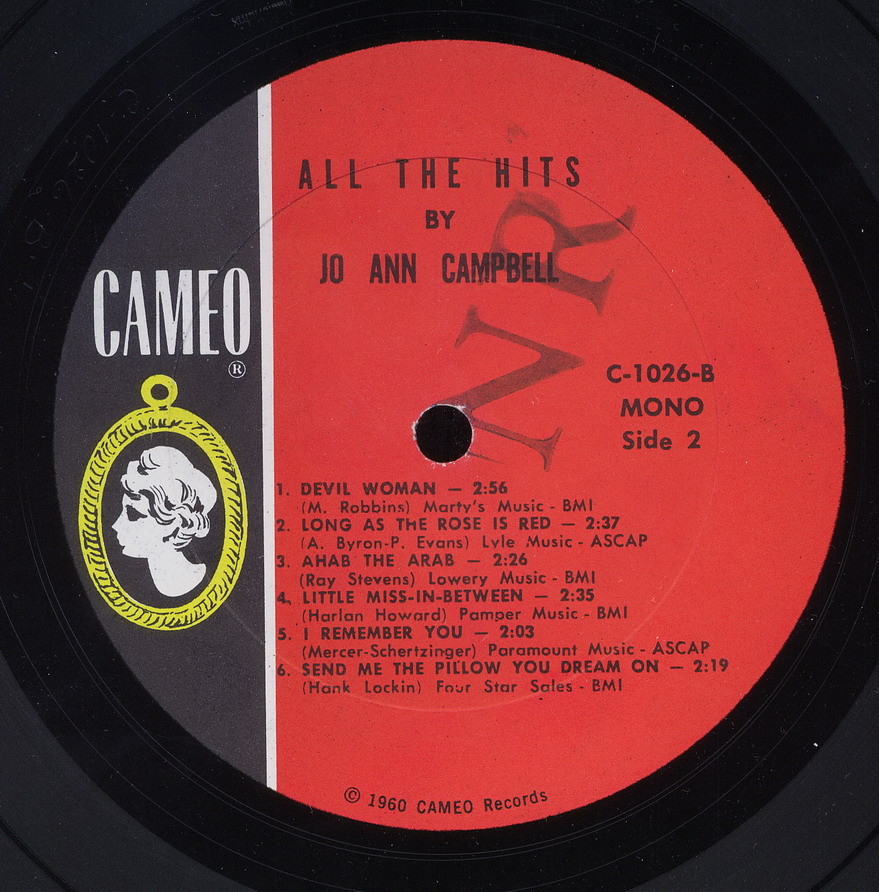 ALL THE HITS
BY
JO ANN CAMPBELL
CAMEO
®
NR
C-1026-B
MONO
Side 2
1. DEVIL WOMAN — 2:56
(M. Robbins) Marty's Music - BMI
2. LONG AS THE ROSE IS RED — 2:37
(A. Byron-P. Evans) Lyle Music - ASCAP
3. AHAB THE ARAB — 2:26
(Ray Stevens) Lowery Music - BMI
4. LITTLE MISS-IN-BETWEEN — 2:35
(Harlan Howard) Pamper Music - BMI
5. I REMEMBER YOU — 2:03
(Mercer-Schertzinger) Paramount Music - ASCAP
6. SEND ME THE PILLOW YOU DREAM ON — 2:19
(Hank Lockin) Four Star Sales - BMI
© 1960 CAMEO Records